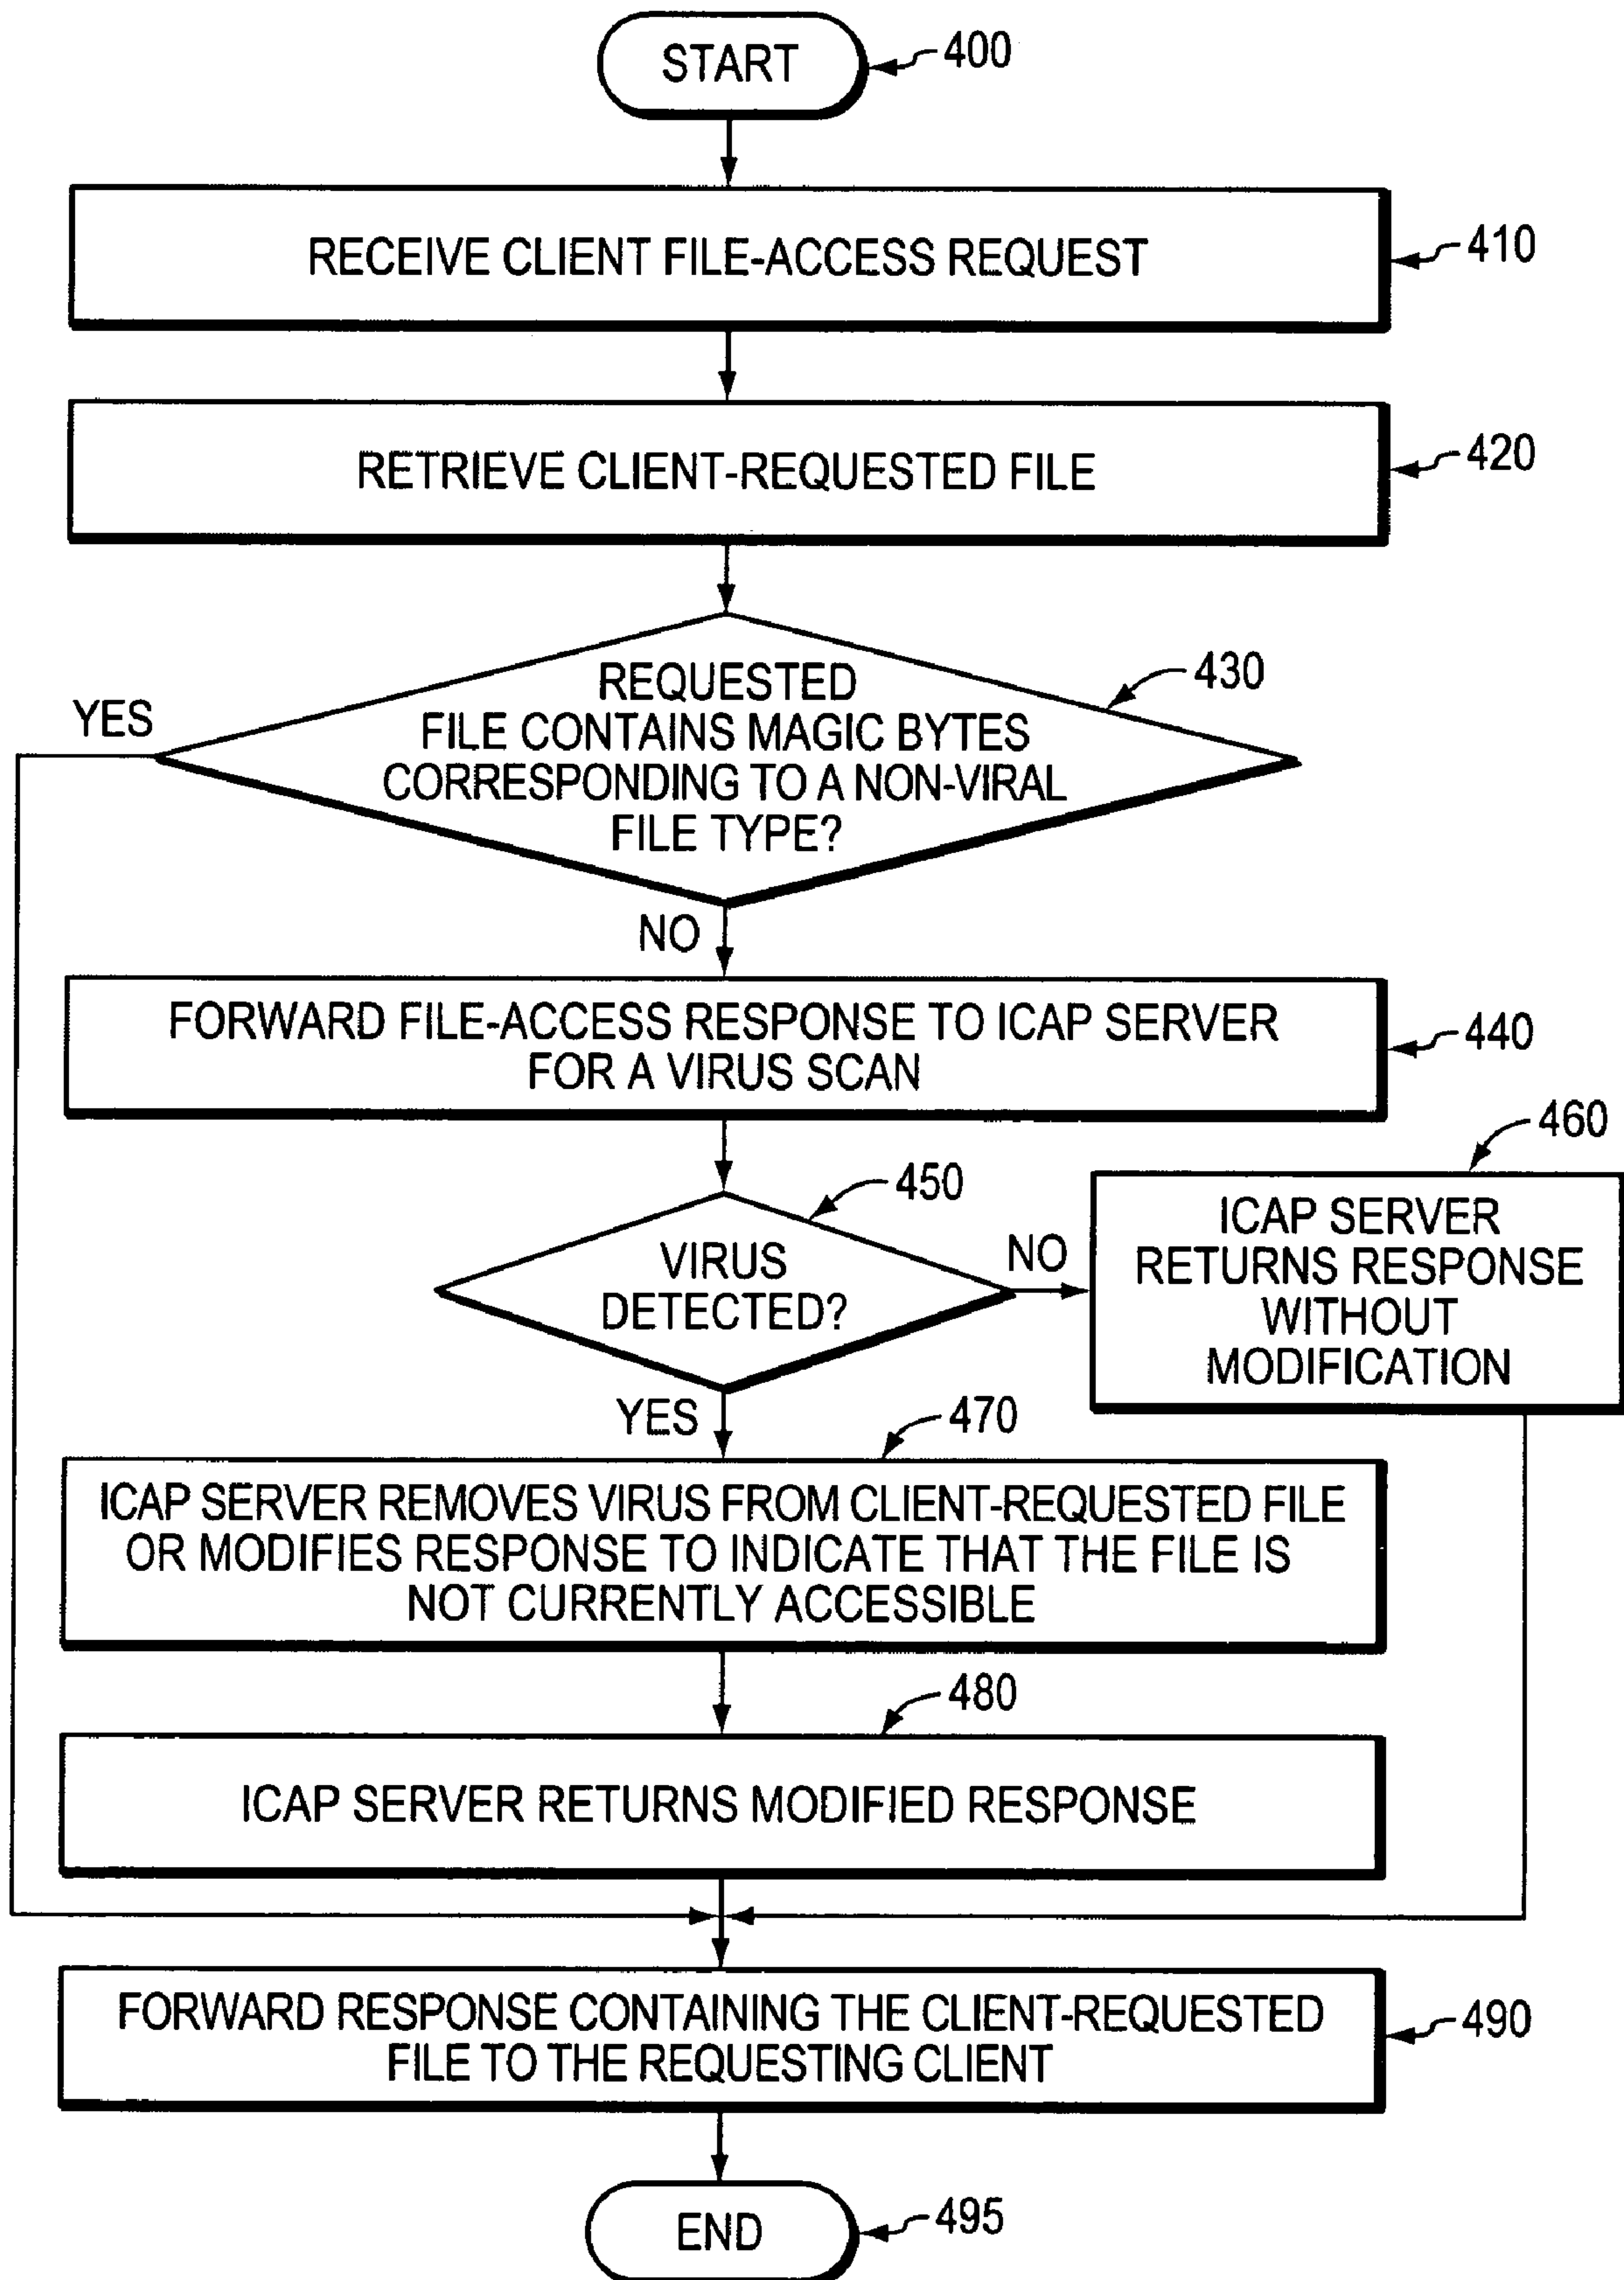 START
400
RECEIVE CLIENT FILE-ACCESS REQUEST
410
RETRIEVE CLIENT-REQUESTED FILE
420
REQUESTED
FILE CONTAINS MAGIC BYTES
CORRESPONDING TO A NON-VIRAL
FILE TYPE?
430
YES
NO
FORWARD FILE-ACCESS RESPONSE TO ICAP SERVER
FOR A VIRUS SCAN
440
VIRUS
DETECTED?
450
NO
460
ICAP SERVER
RETURNS RESPONSE
WITHOUT
MODIFICATION
YES
470
ICAP SERVER REMOVES VIRUS FROM CLIENT-REQUESTED FILE
OR MODIFIES RESPONSE TO INDICATE THAT THE FILE IS
NOT CURRENTLY ACCESSIBLE
480
ICAP SERVER RETURNS MODIFIED RESPONSE
FORWARD RESPONSE CONTAINING THE CLIENT-REQUESTED
FILE TO THE REQUESTING CLIENT
490
END
495